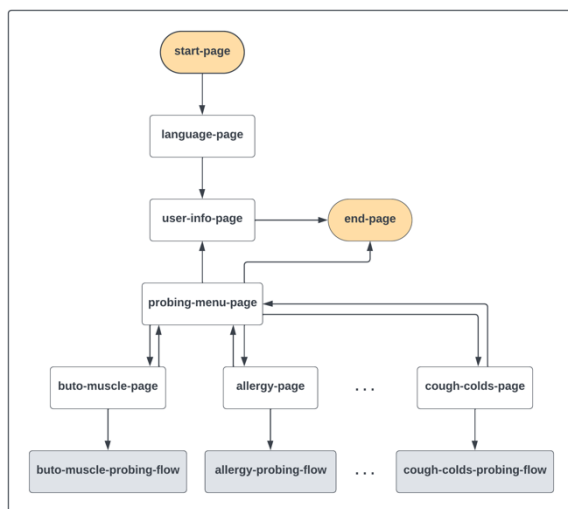 start-page
language-page
user-info-page
end-page
probing-menu-page
buto-muscle-page
allergy-page
...
cough-colds-page
buto-muscle-probing-flow
allergy-probing-flow
...
cough-colds-probing-flow